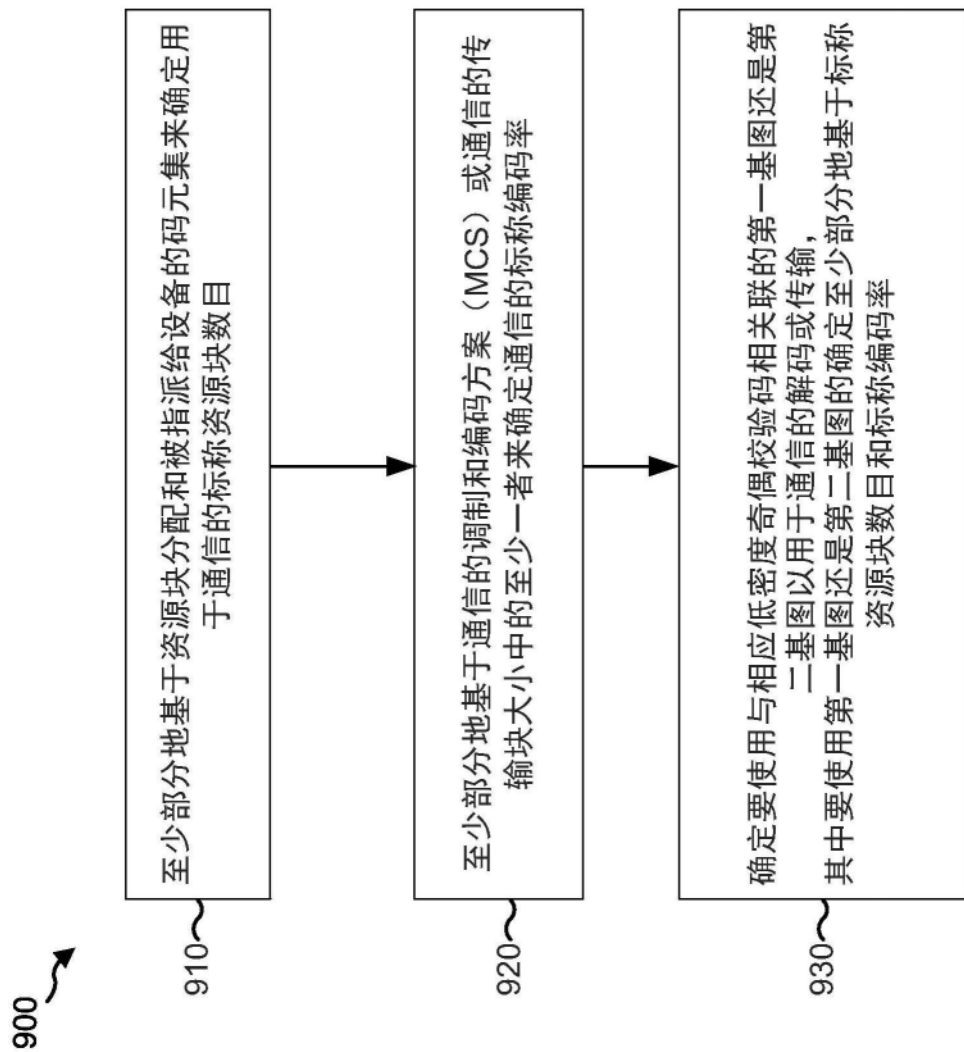 900
910
至少部分地基于资源块分配和被指派给设备的码元集来确定用
于通信的标称资源块数目
920
至少部分地基于通信的调制和编码方案（MCS）或通信的传
输块大小中的至少一者来确定通信的标称编码率
930
确定要使用与相应低密度奇偶校验码相关联的第一基图还是第
二基图以用于通信的解码或传输，
其中要使用第一基图还是第二基图的确定至少部分地基于标称
资源块数目和标称编码率